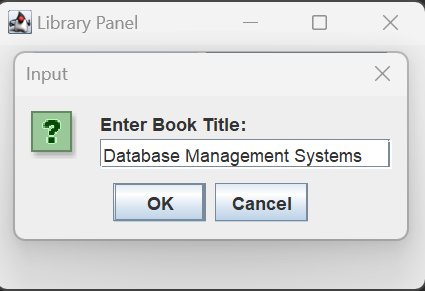 Library Panel
Input
?
Enter Book Title:
Database Management Systems
OK
Cancel